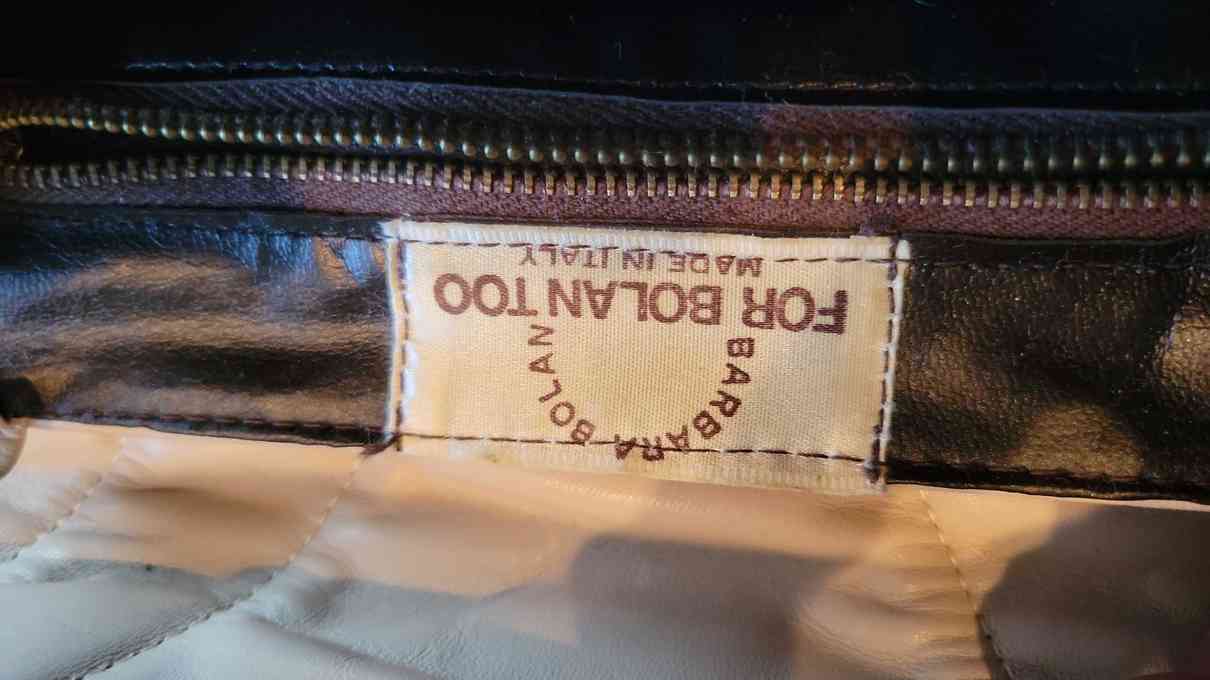 BARBARA BOLAN
FOR BOLAN TOO
MADE IN ITALY